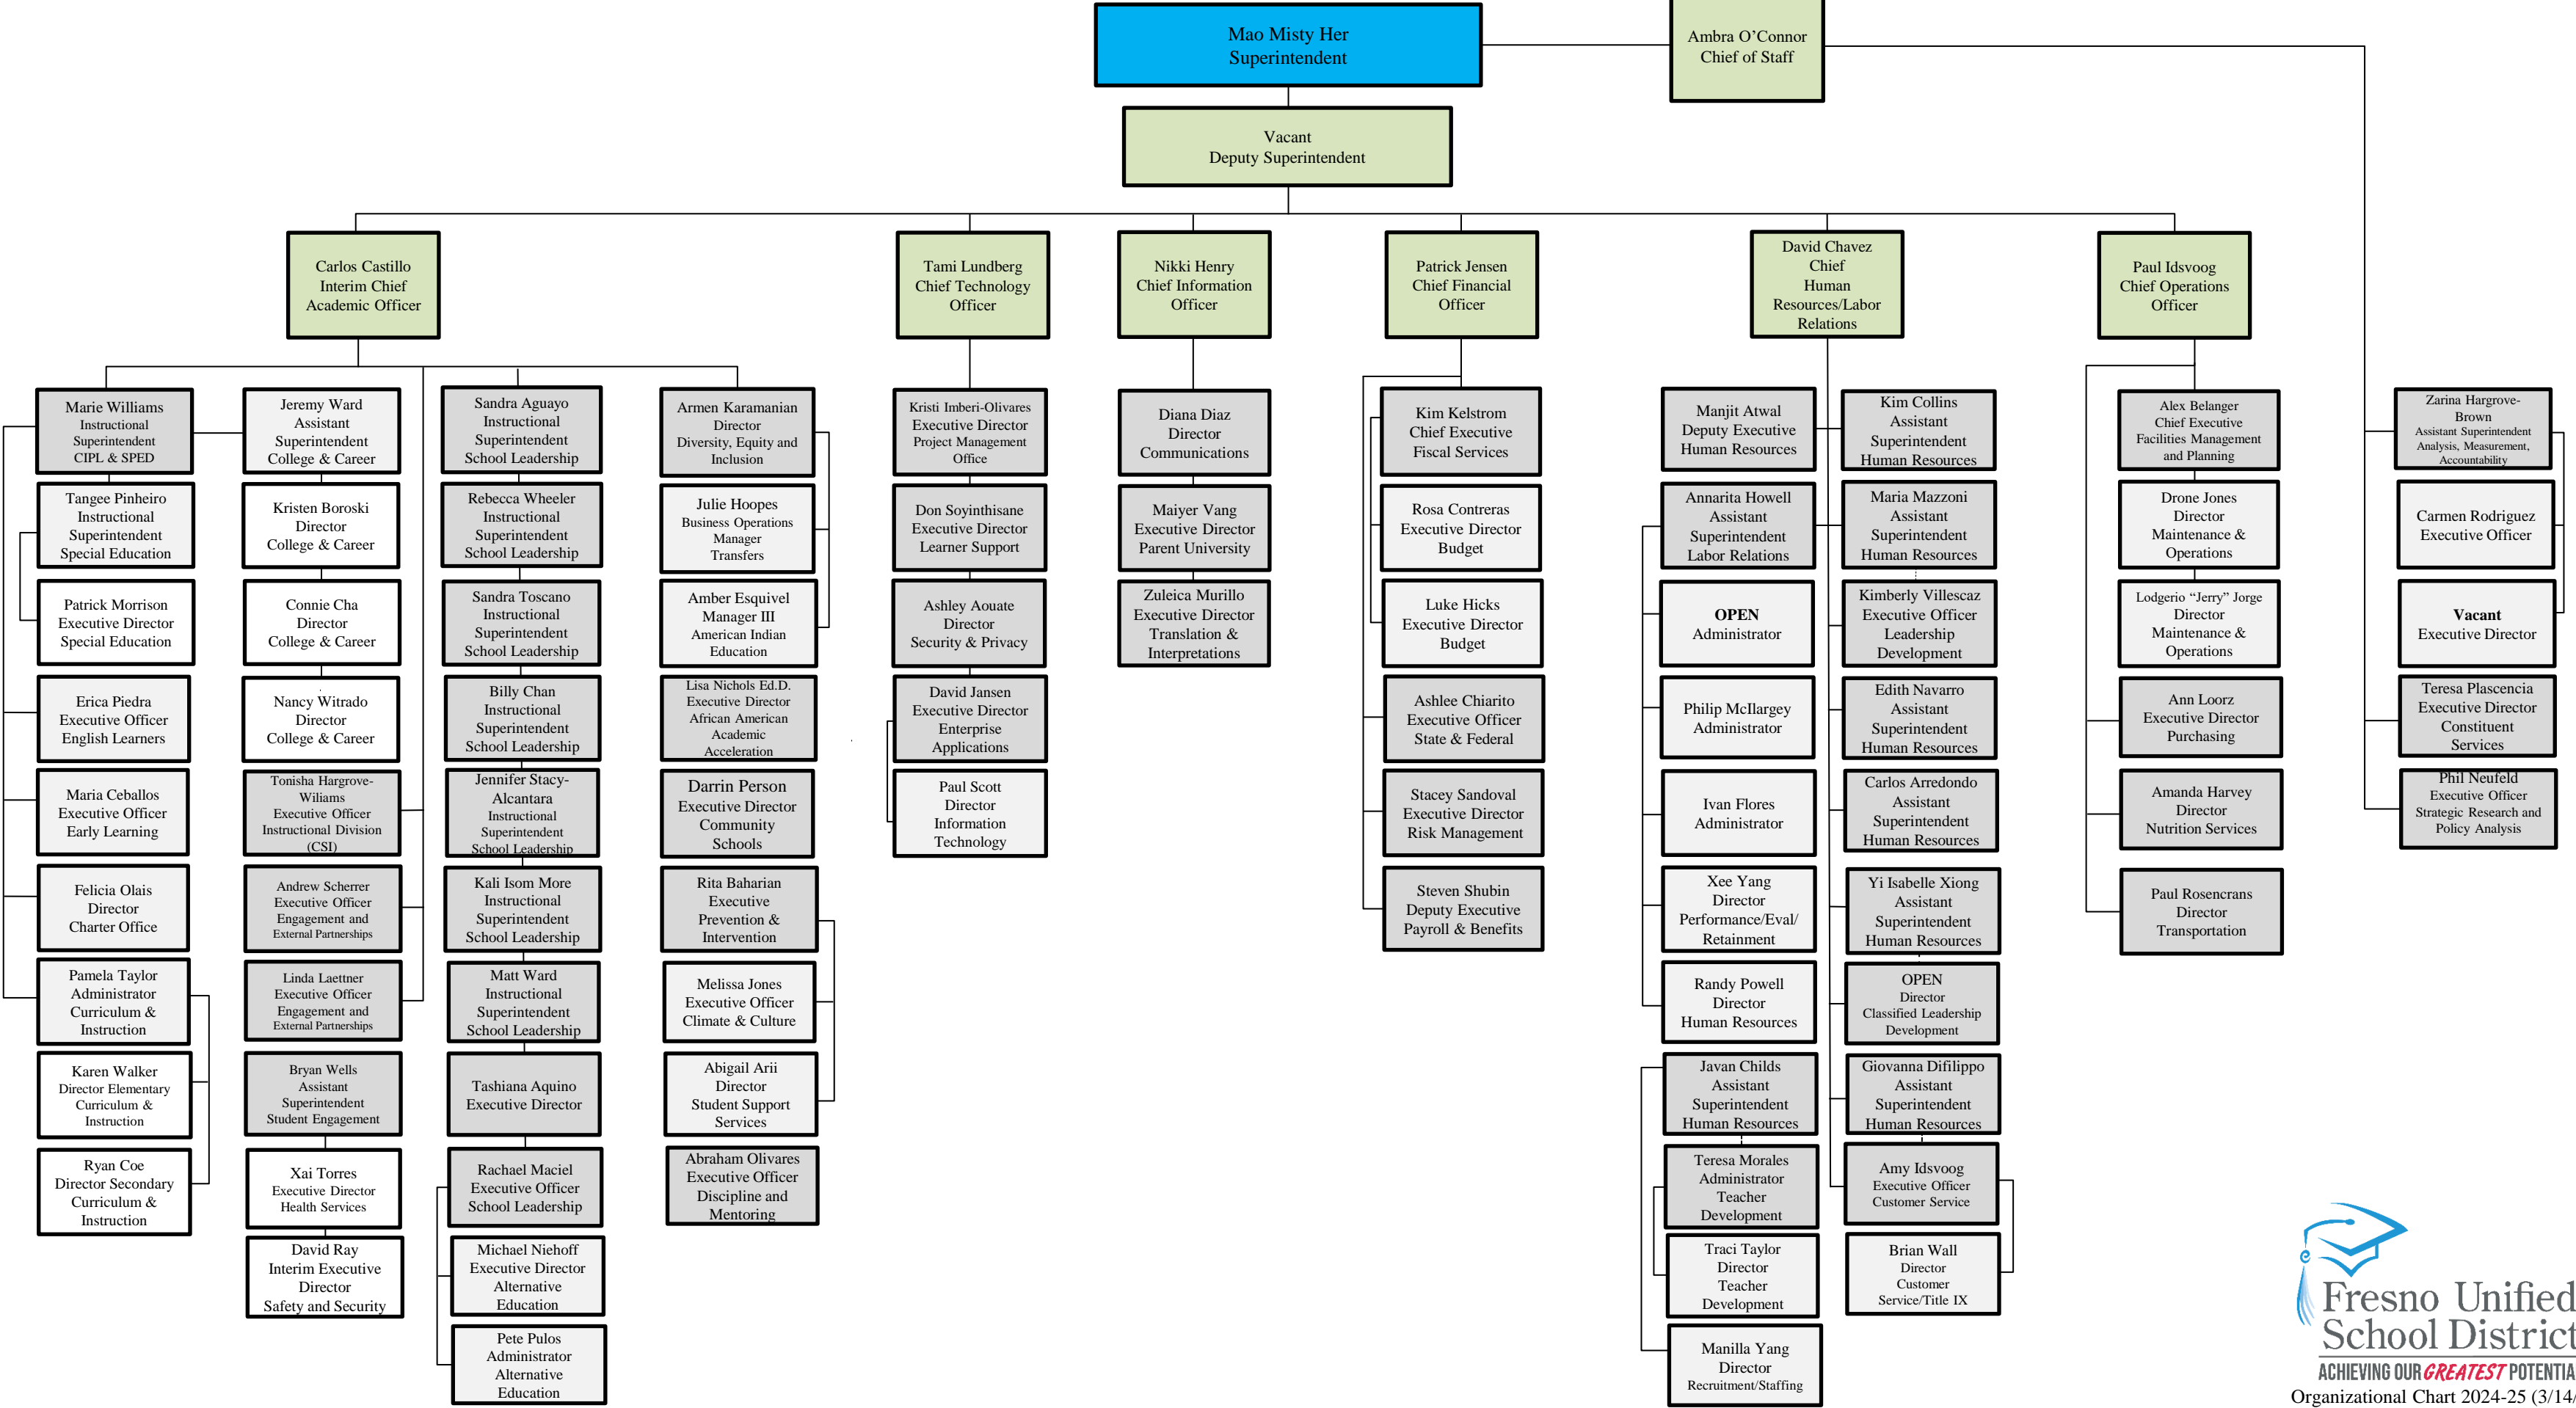 Mao Misty Her
Superintendent
Ambra O’Connor
Chief of Staff
Vacant
Deputy Superintendent
Carlos Castillo
Interim Chief
Academic Officer
Tami Lundberg
Chief Technology
Officer
Nikki Henry
Chief Information
Officer
Patrick Jensen
Chief Financial
Officer
David Chavez
Chief
Human
Resources/Labor
Relations
Paul Idsvoog
Chief Operations
Officer
Marie Williams
Instructional
Superintendent
CIPL & SPED
Tangee Pinheiro
Instructional
Superintendent
Special Education
Patrick Morrison
Executive Director
Special Education
Erica Piedra
Executive Officer
English Learners
Maria Ceballos
Executive Officer
Early Learning
Felicia Olais
Director
Charter Office
Pamela Taylor
Administrator
Curriculum &
Instruction
Karen Walker
Director Elementary
Curriculum &
Instruction
Ryan Coe
Director Secondary
Curriculum &
Instruction
Jeremy Ward
Assistant
Superintendent
College & Career
Kristen Boroski
Director
College & Career
Connie Cha
Director
College & Career
Nancy Witrado
Director
College & Career
Tonisha Hargrove-
Wiliams
Executive Officer
Instructional Division
(CSI)
Andrew Scherrer
Executive Officer
Engagement and
External Partnerships
Linda Laettner
Executive Officer
Engagement and
External Partnerships
Bryan Wells
Assistant
Superintendent
Student Engagement
Xai Torres
Executive Director
Health Services
David Ray
Interim Executive
Director
Safety and Security
Sandra Aguayo
Instructional
Superintendent
School Leadership
Rebecca Wheeler
Instructional
Superintendent
School Leadership
Sandra Toscano
Instructional
Superintendent
School Leadership
Billy Chan
Instructional
Superintendent
School Leadership
Jennifer Stacy-
Alcantara
Instructional
Superintendent
School Leadership
Kali Isom More
Instructional
Superintendent
School Leadership
Matt Ward
Instructional
Superintendent
School Leadership
Tashiana Aquino
Executive Director
Rachael Maciel
Executive Officer
School Leadership
Michael Niehoff
Executive Director
Alternative
Education
Pete Pulos
Administrator
Alternative
Education
Armen Karamanian
Director
Diversity, Equity and
Inclusion
Julie Hoopes
Business Operations
Manager
Transfers
Amber Esquivel
Manager III
American Indian
Education
Lisa Nichols Ed.D.
Executive Director
African American
Academic
Acceleration
Darrin Person
Executive Director
Community
Schools
Rita Baharian
Executive
Prevention &
Intervention
Melissa Jones
Executive Officer
Climate & Culture
Abigail Arii
Director
Student Support
Services
Abraham Olivares
Executive Officer
Discipline and
Mentoring
Kristi Imberi-Olivares
Executive Director
Project Management
Office
Don Soyinthisane
Executive Director
Learner Support
Ashley Aouate
Director
Security & Privacy
David Jansen
Executive Director
Enterprise
Applications
Paul Scott
Director
Information
Technology
Diana Diaz
Director
Communications
Maiyer Vang
Executive Director
Parent University
Zuleica Murillo
Executive Director
Translation &
Interpretations
Kim Kelstrom
Chief Executive
Fiscal Services
Rosa Contreras
Executive Director
Budget
Luke Hicks
Executive Director
Budget
Ashlee Chiarito
Executive Officer
State & Federal
Stacey Sandoval
Executive Director
Risk Management
Steven Shubin
Deputy Executive
Payroll & Benefits
Manjit Atwal
Deputy Executive
Human Resources
Annarita Howell
Assistant
Superintendent
Labor Relations
OPEN
Administrator
Philip McIlargey
Administrator
Ivan Flores
Administrator
Xee Yang
Director
Performance/Eval/
Retainment
Randy Powell
Director
Human Resources
Javan Childs
Assistant
Superintendent
Human Resources
Teresa Morales
Administrator
Teacher
Development
Traci Taylor
Director
Teacher
Development
Manilla Yang
Director
Recruitment/Staffing
Kim Collins
Assistant
Superintendent
Human Resources
Maria Mazzoni
Assistant
Superintendent
Human Resources
Kimberly Villescaz
Executive Officer
Leadership
Development
Edith Navarro
Assistant
Superintendent
Human Resources
Carlos Arredondo
Assistant
Superintendent
Human Resources
Yi Isabelle Xiong
Assistant
Superintendent
Human Resources
OPEN
Director
Classified Leadership
Development
Giovanna Difilippo
Assistant
Superintendent
Human Resources
Amy Idsvoog
Executive Officer
Customer Service
Brian Wall
Director
Customer
Service/Title IX
Alex Belanger
Chief Executive
Facilities Management
and Planning
Drone Jones
Director
Maintenance &
Operations
Lodgerio “Jerry” Jorge
Director
Maintenance &
Operations
Ann Loorz
Executive Director
Purchasing
Amanda Harvey
Director
Nutrition Services
Paul Rosencrans
Director
Transportation
Zarina Hargrove-
Brown
Assistant Superintendent
Analysis, Measurement,
Accountability
Carmen Rodriguez
Executive Officer
Vacant
Executive Director
Teresa Plascencia
Executive Director
Constituent
Services
Phil Neufeld
Executive Officer
Strategic Research and
Policy Analysis
Fresno Unified
School District
ACHIEVING OUR GREATEST POTENTIA
Organizational Chart 2024-25 (3/14/